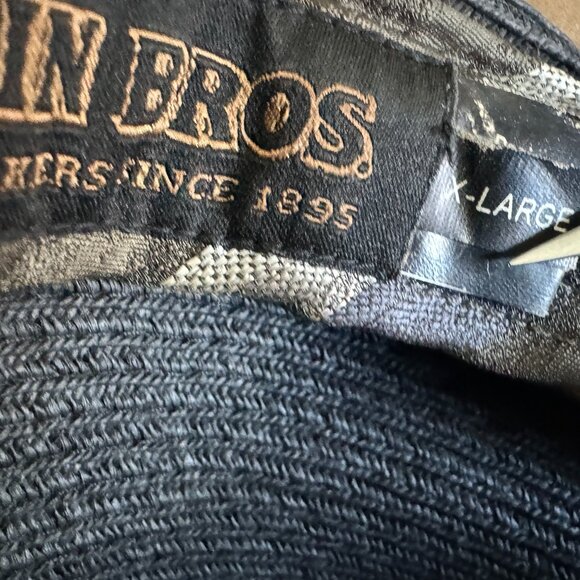 IN BROS.
KERS SINCE 1895
X-LARGE